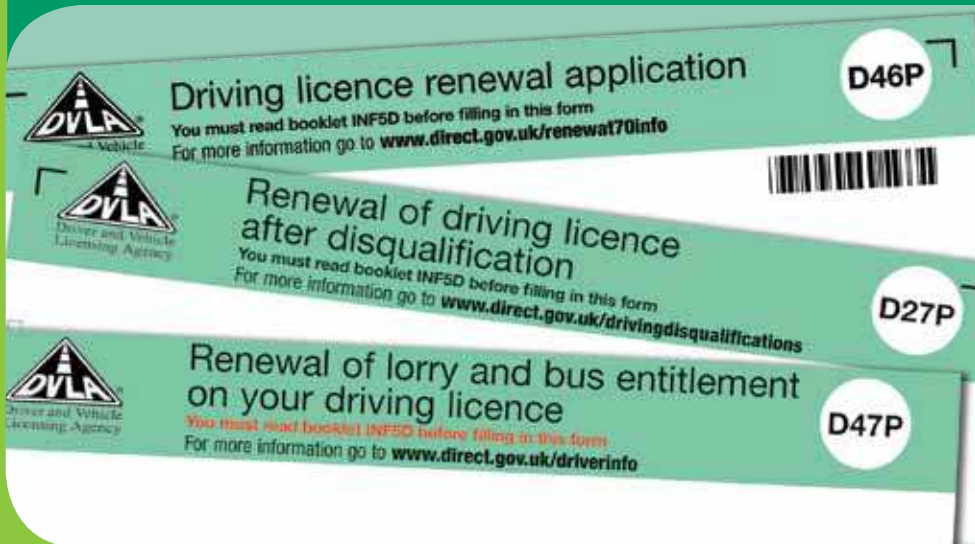 DVLA
Vehicle
Driving licence renewal application
You must read booklet INF5D before filling in this form
For more information go to www.direct.gov.uk/renewat70info
D46P
DVLA
Driver and Vehicle
Licensing Agency
Renewal of driving licence
after disqualification
You must read booklet INF5D before filling in this form
For more information go to www.direct.gov.uk/drivingdisqualifications
D27P
DVLA
Driver and Vehicle
Licensing Agency
Renewal of lorry and bus entitlement
on your driving licence
You must read booklet INF5D before filling in this form
For more information go to www.direct.gov.uk/driverinfo
D47P